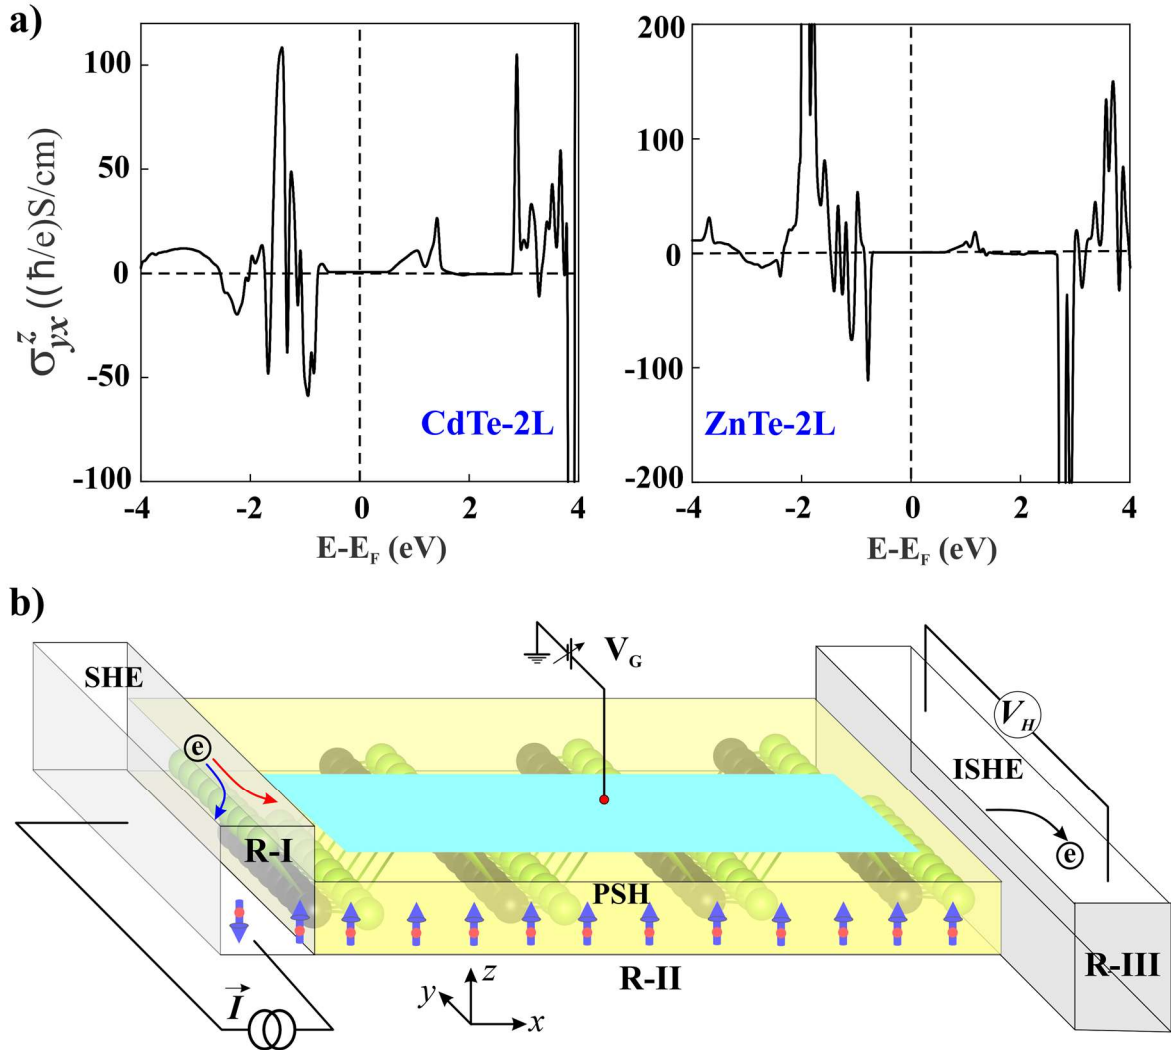 a)
σ^z_yx ((ħ/e)S/cm)
100
50
0
-50
-100
-4
-2
0
2
4
E-E_F (eV)
CdTe-2L
200
100
0
-100
-200
-4
-2
0
2
4
E-E_F (eV)
ZnTe-2L
b)
SHE
e
R-I
I
V_G
PSH
R-II
z
y
x
V_H
ISHE
e
R-III